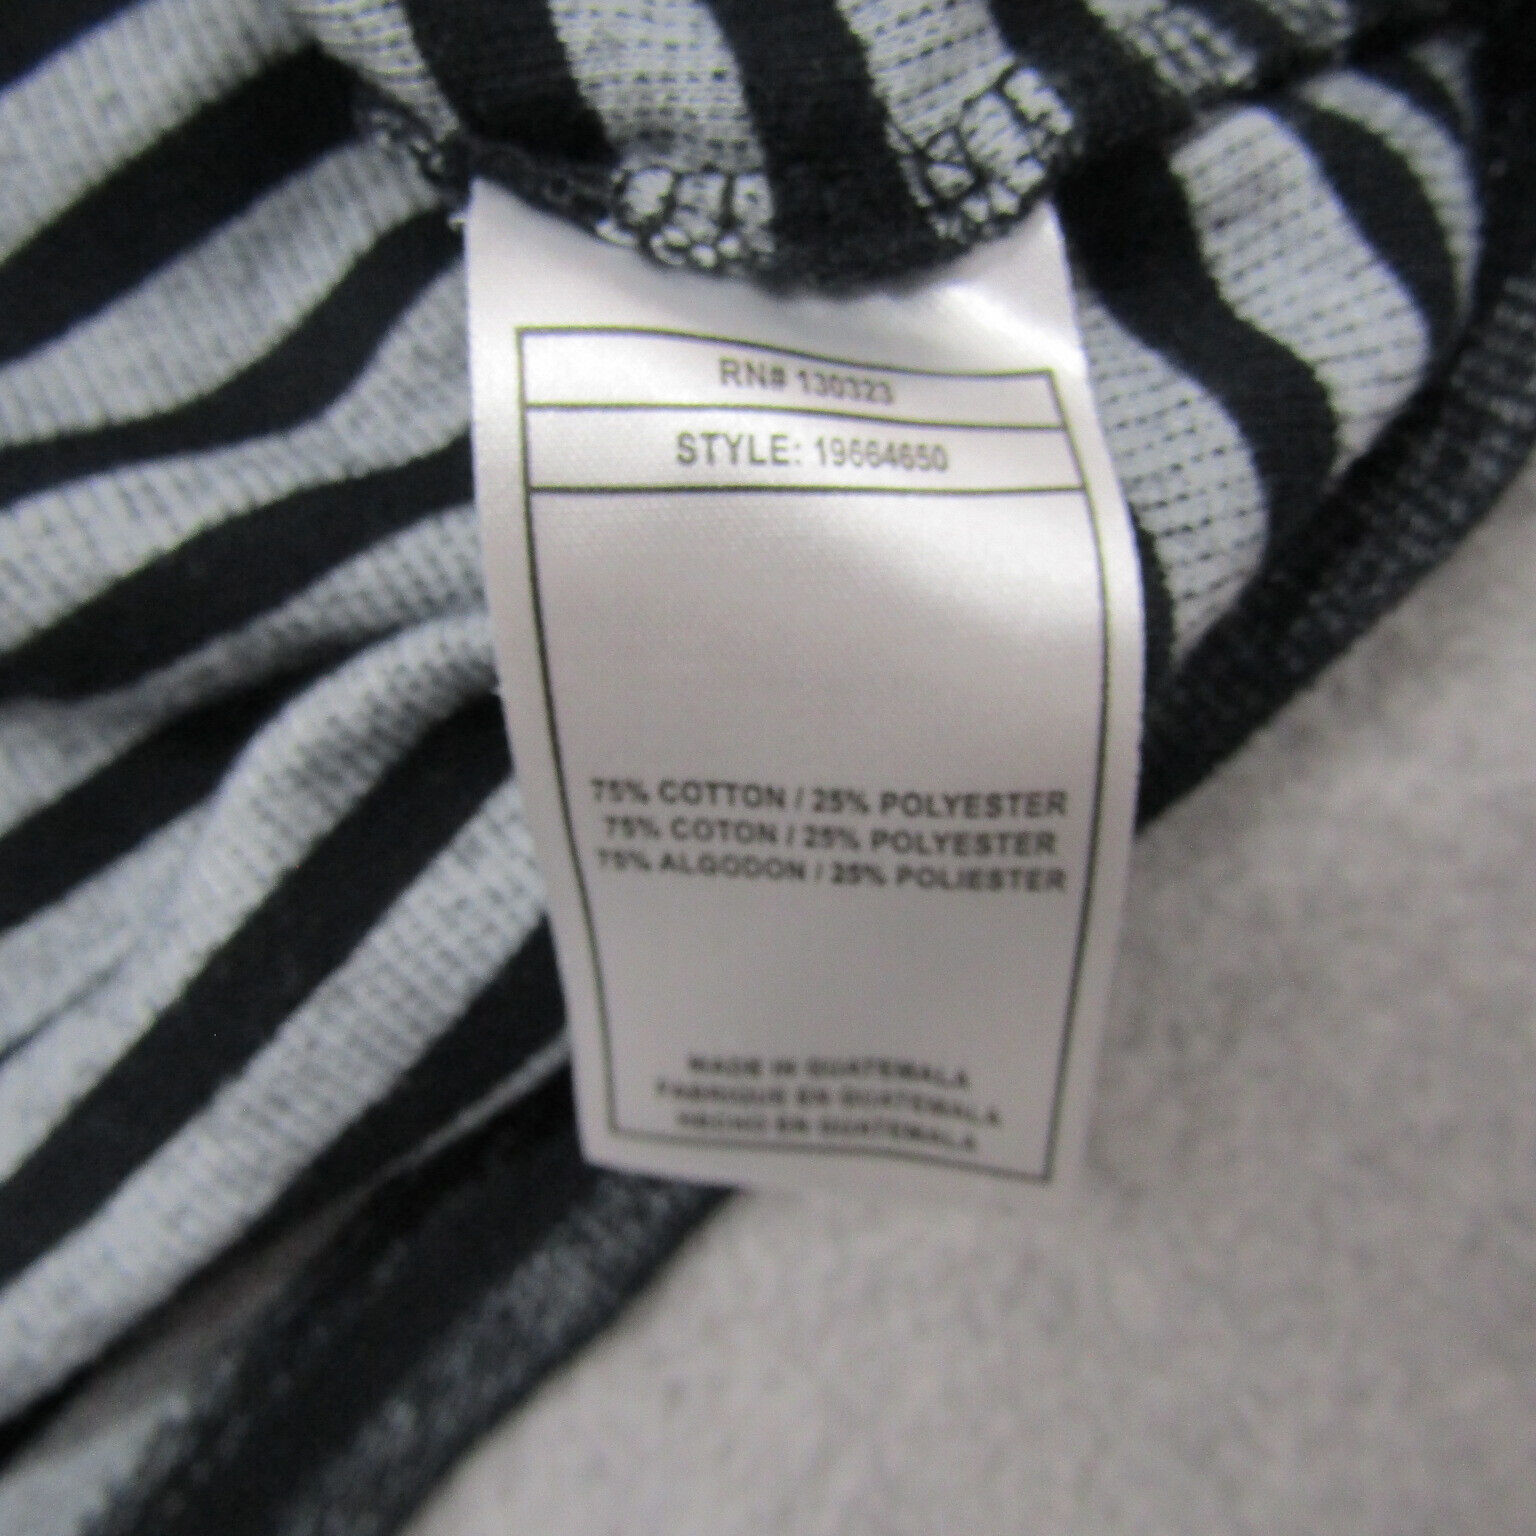 RN# 130323
STYLE: 19664650
75% COTTON / 25% POLYESTER
75% COTON / 25% POLYESTER
75% ALGODON / 25% POLIESTER
MADE IN GUATEMALA
FABRIQUE EN GUATEMALA
HECHO EN GUATEMALA